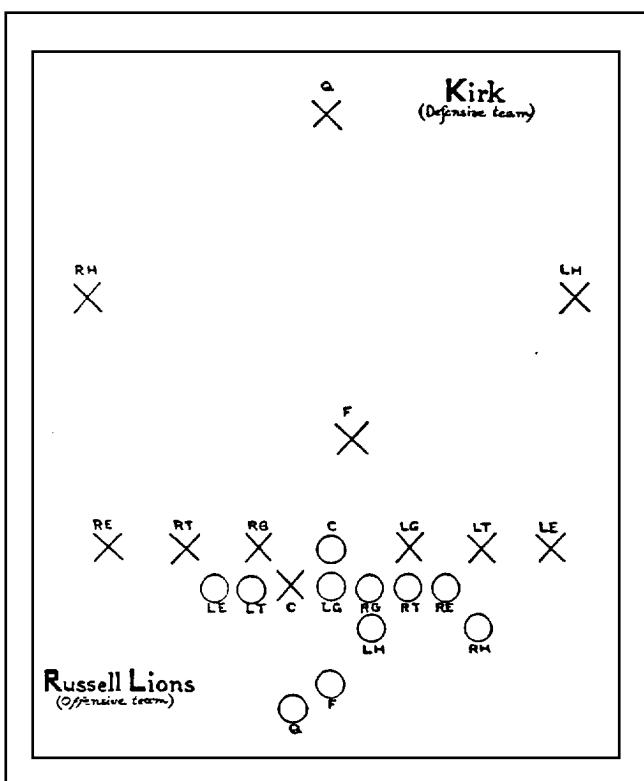 Q
Kirk
(Defensive team)
RH
LH
F
RE RT RG C LG LT LE
LE LT C LG RG RT RE
LH RH
Russell Lions
(Offensive team)
F
Q